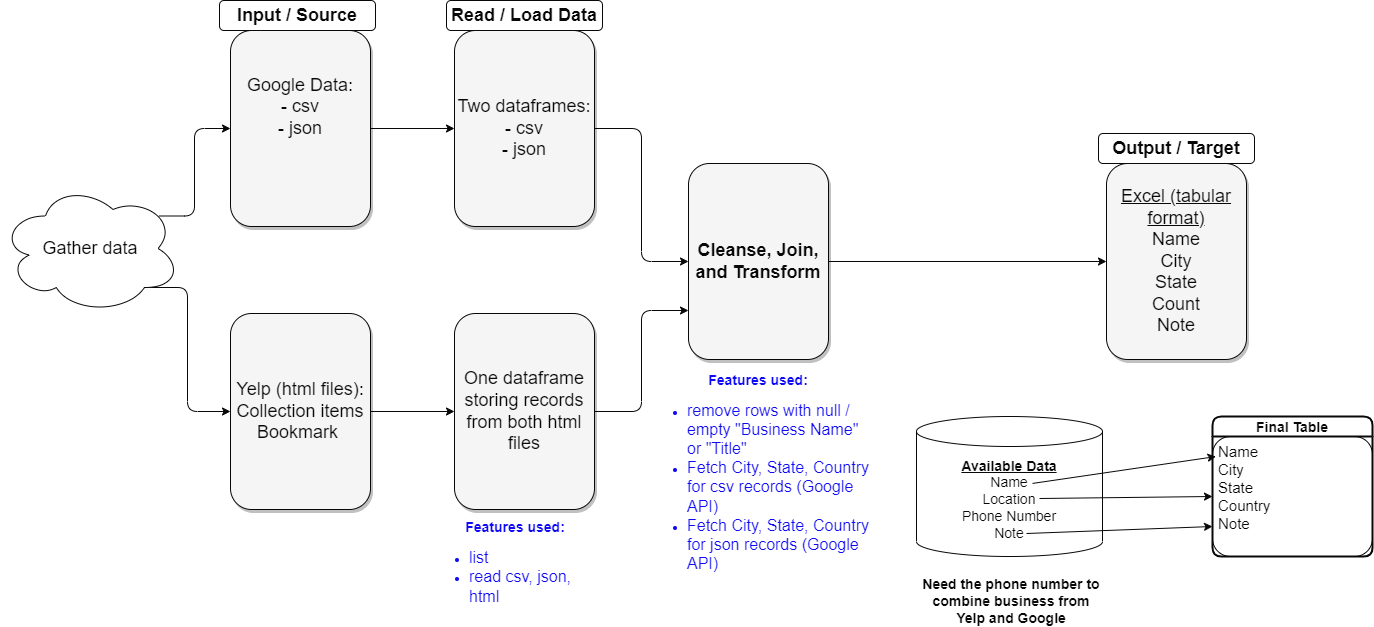 Input / Source
Read / Load Data
Google Data:
- csv
- json
Two dataframes:
- csv
- json
Output / Target
Gather data
Cleanse, Join,
and Transform
Excel (tabular
format)
Name
City
State
Count
Note
Yelp (html files):
Collection items
Bookmark
One dataframe
storing records
from both html
files
Features used:
• list
• read csv, json,
html
Features used:
• remove rows with null /
empty "Business Name"
or "Title"
• Fetch City, State, Country
for csv records (Google
API)
• Fetch City, State, Country
for json records (Google
API)
Available Data
Name
Location
Phone Number
Note
Need the phone number to
combine business from
Yelp and Google
Final Table
Name
City
State
Country
Note